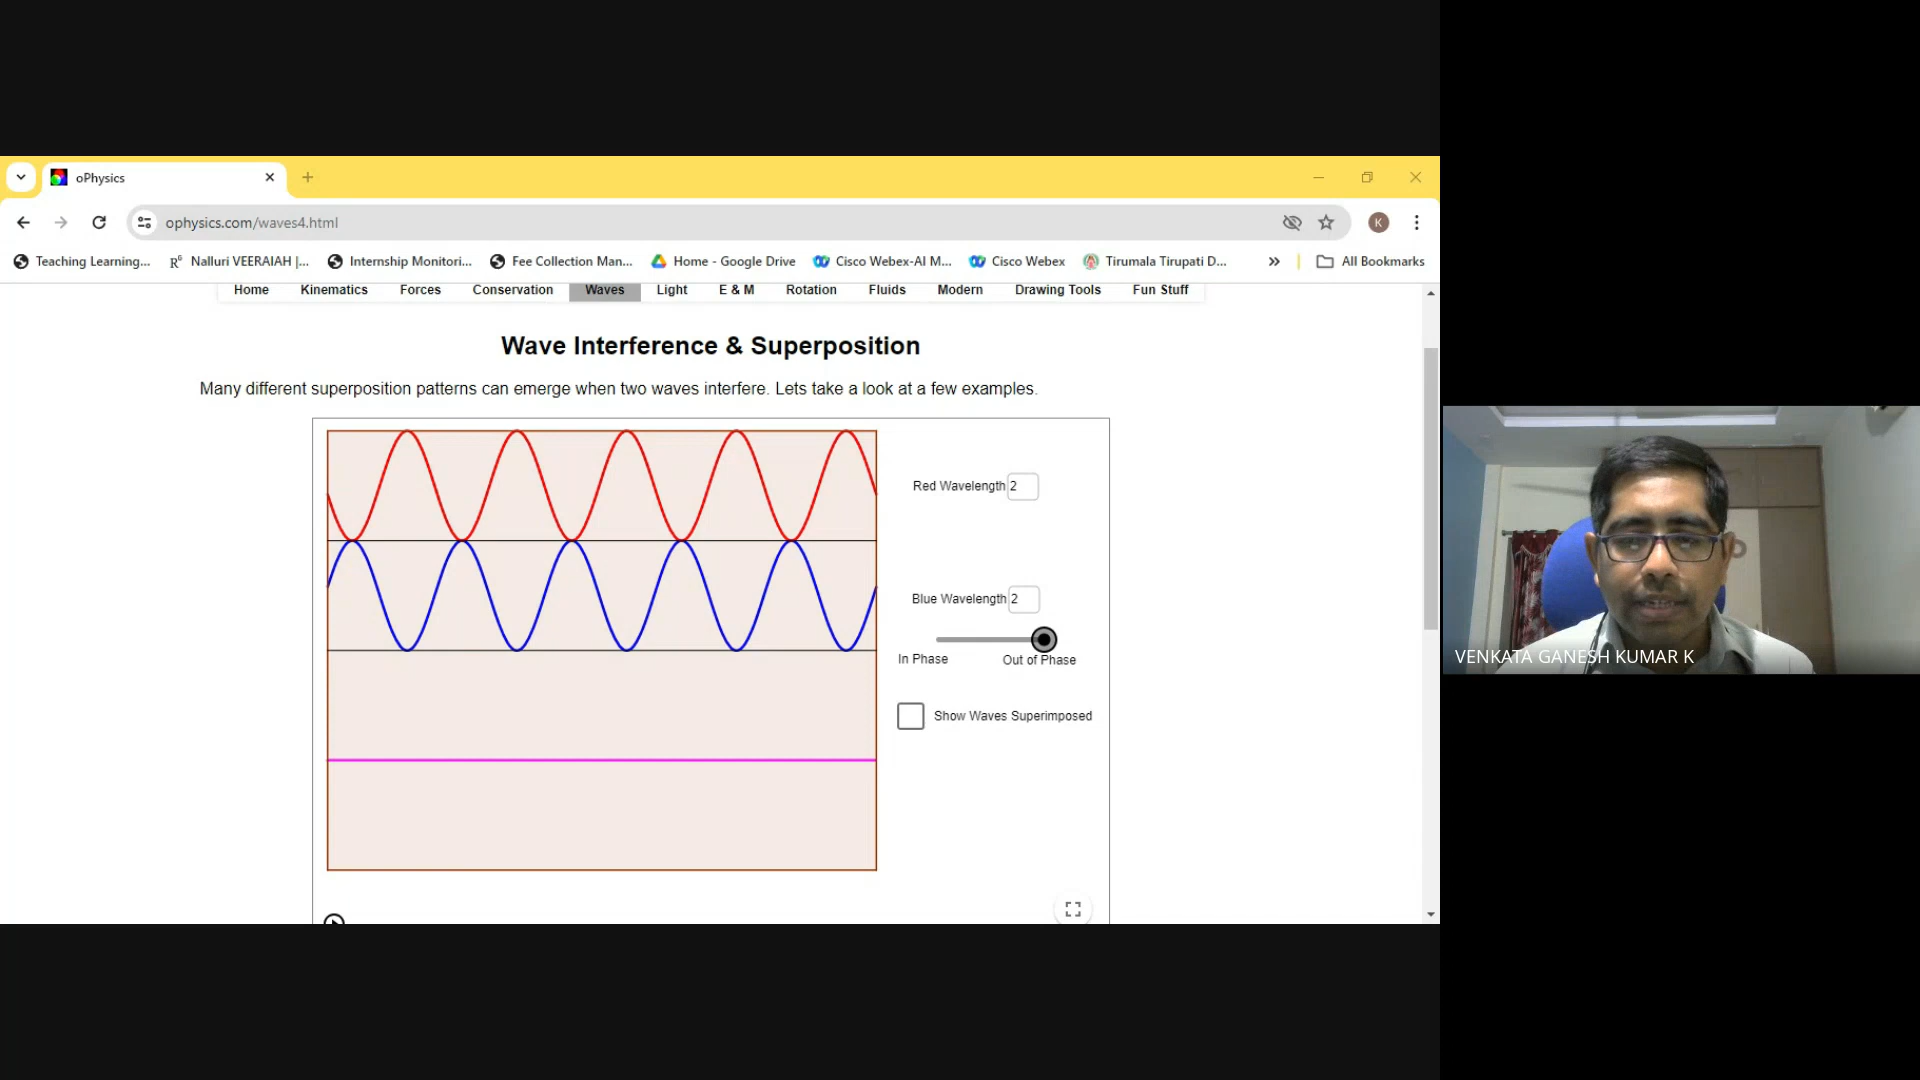 oPhysics
ophysics.com/waves4.html
K
Teaching Learning... Nalluri VEERAIAH |... Internship Monitori... Fee Collection Man... Home - Google Drive Cisco Webex-AI M... Cisco Webex Tirumala Tirupati D... All Bookmarks
Home Kinematics Forces Conservation Waves Light E & M Rotation Fluids Modern Drawing Tools Fun Stuff
Wave Interference & Superposition
Many different superposition patterns can emerge when two waves interfere. Lets take a look at a few examples.
Red Wavelength 2
Blue Wavelength 2
In Phase Out of Phase
Show Waves Superimposed
VENKATA GANESH KUMAR K